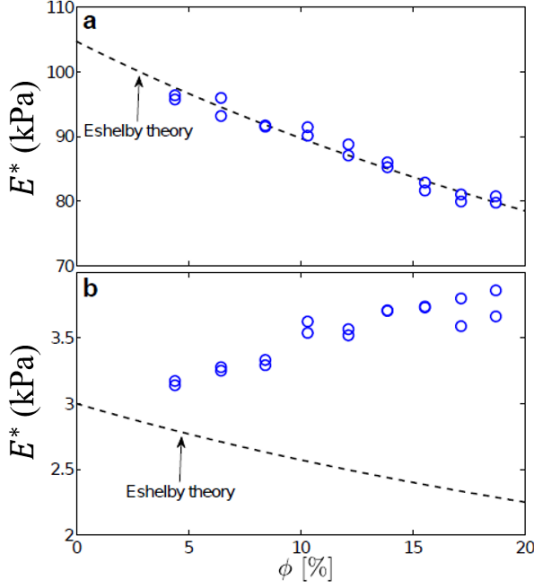 a
110
100
90
80
70
E* (kPa)
Eshelby theory
b
3.5
3
2.5
2
E* (kPa)
Eshelby theory
0
5
10
15
20
ϕ [%]